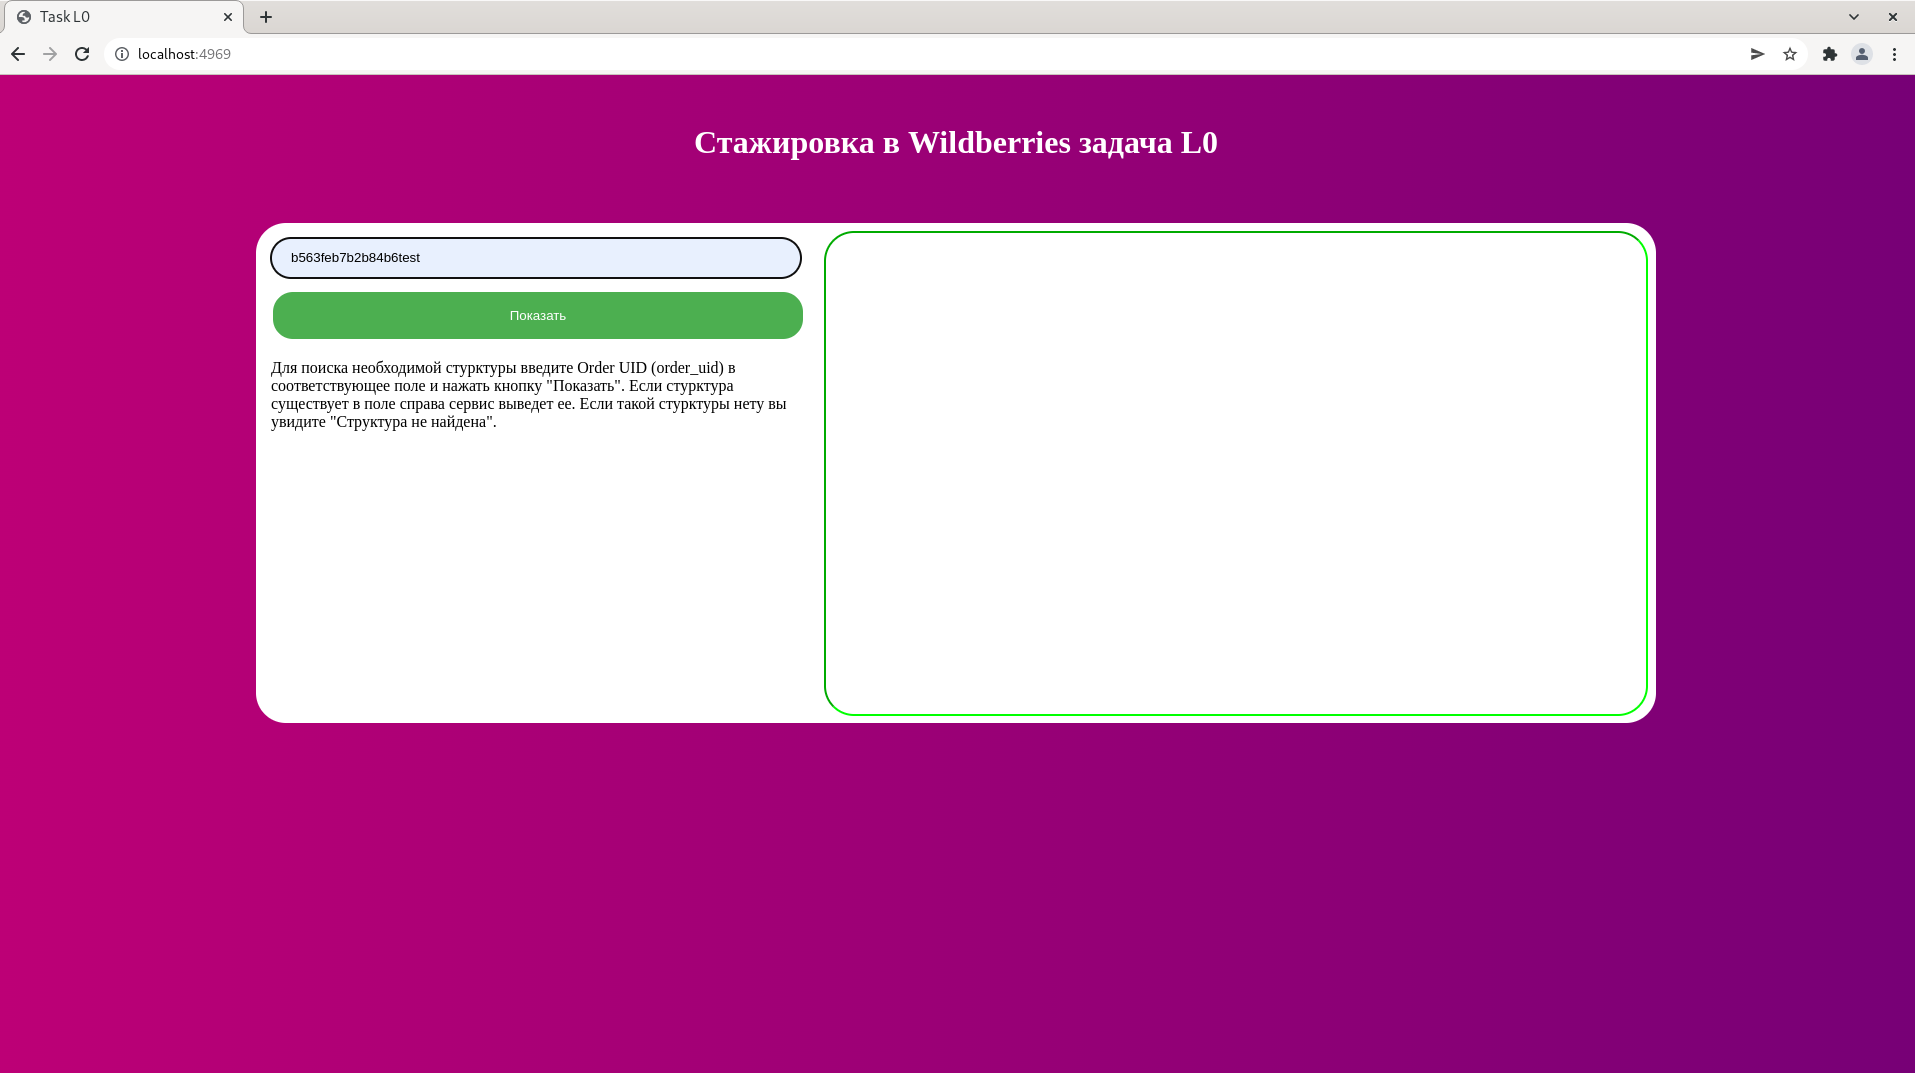 Task L0
localhost:4969
Стажировка в Wildberries задача L0
b563feb7b2b84b6test
Показать
Для поиска необходимой стурктуры введите Order UID (order_uid) в
соответствующее поле и нажать кнопку "Показать". Если стурктура
существует в поле справа сервис выведет ее. Если такой стурктуры нету вы
увидите "Структура не найдена".